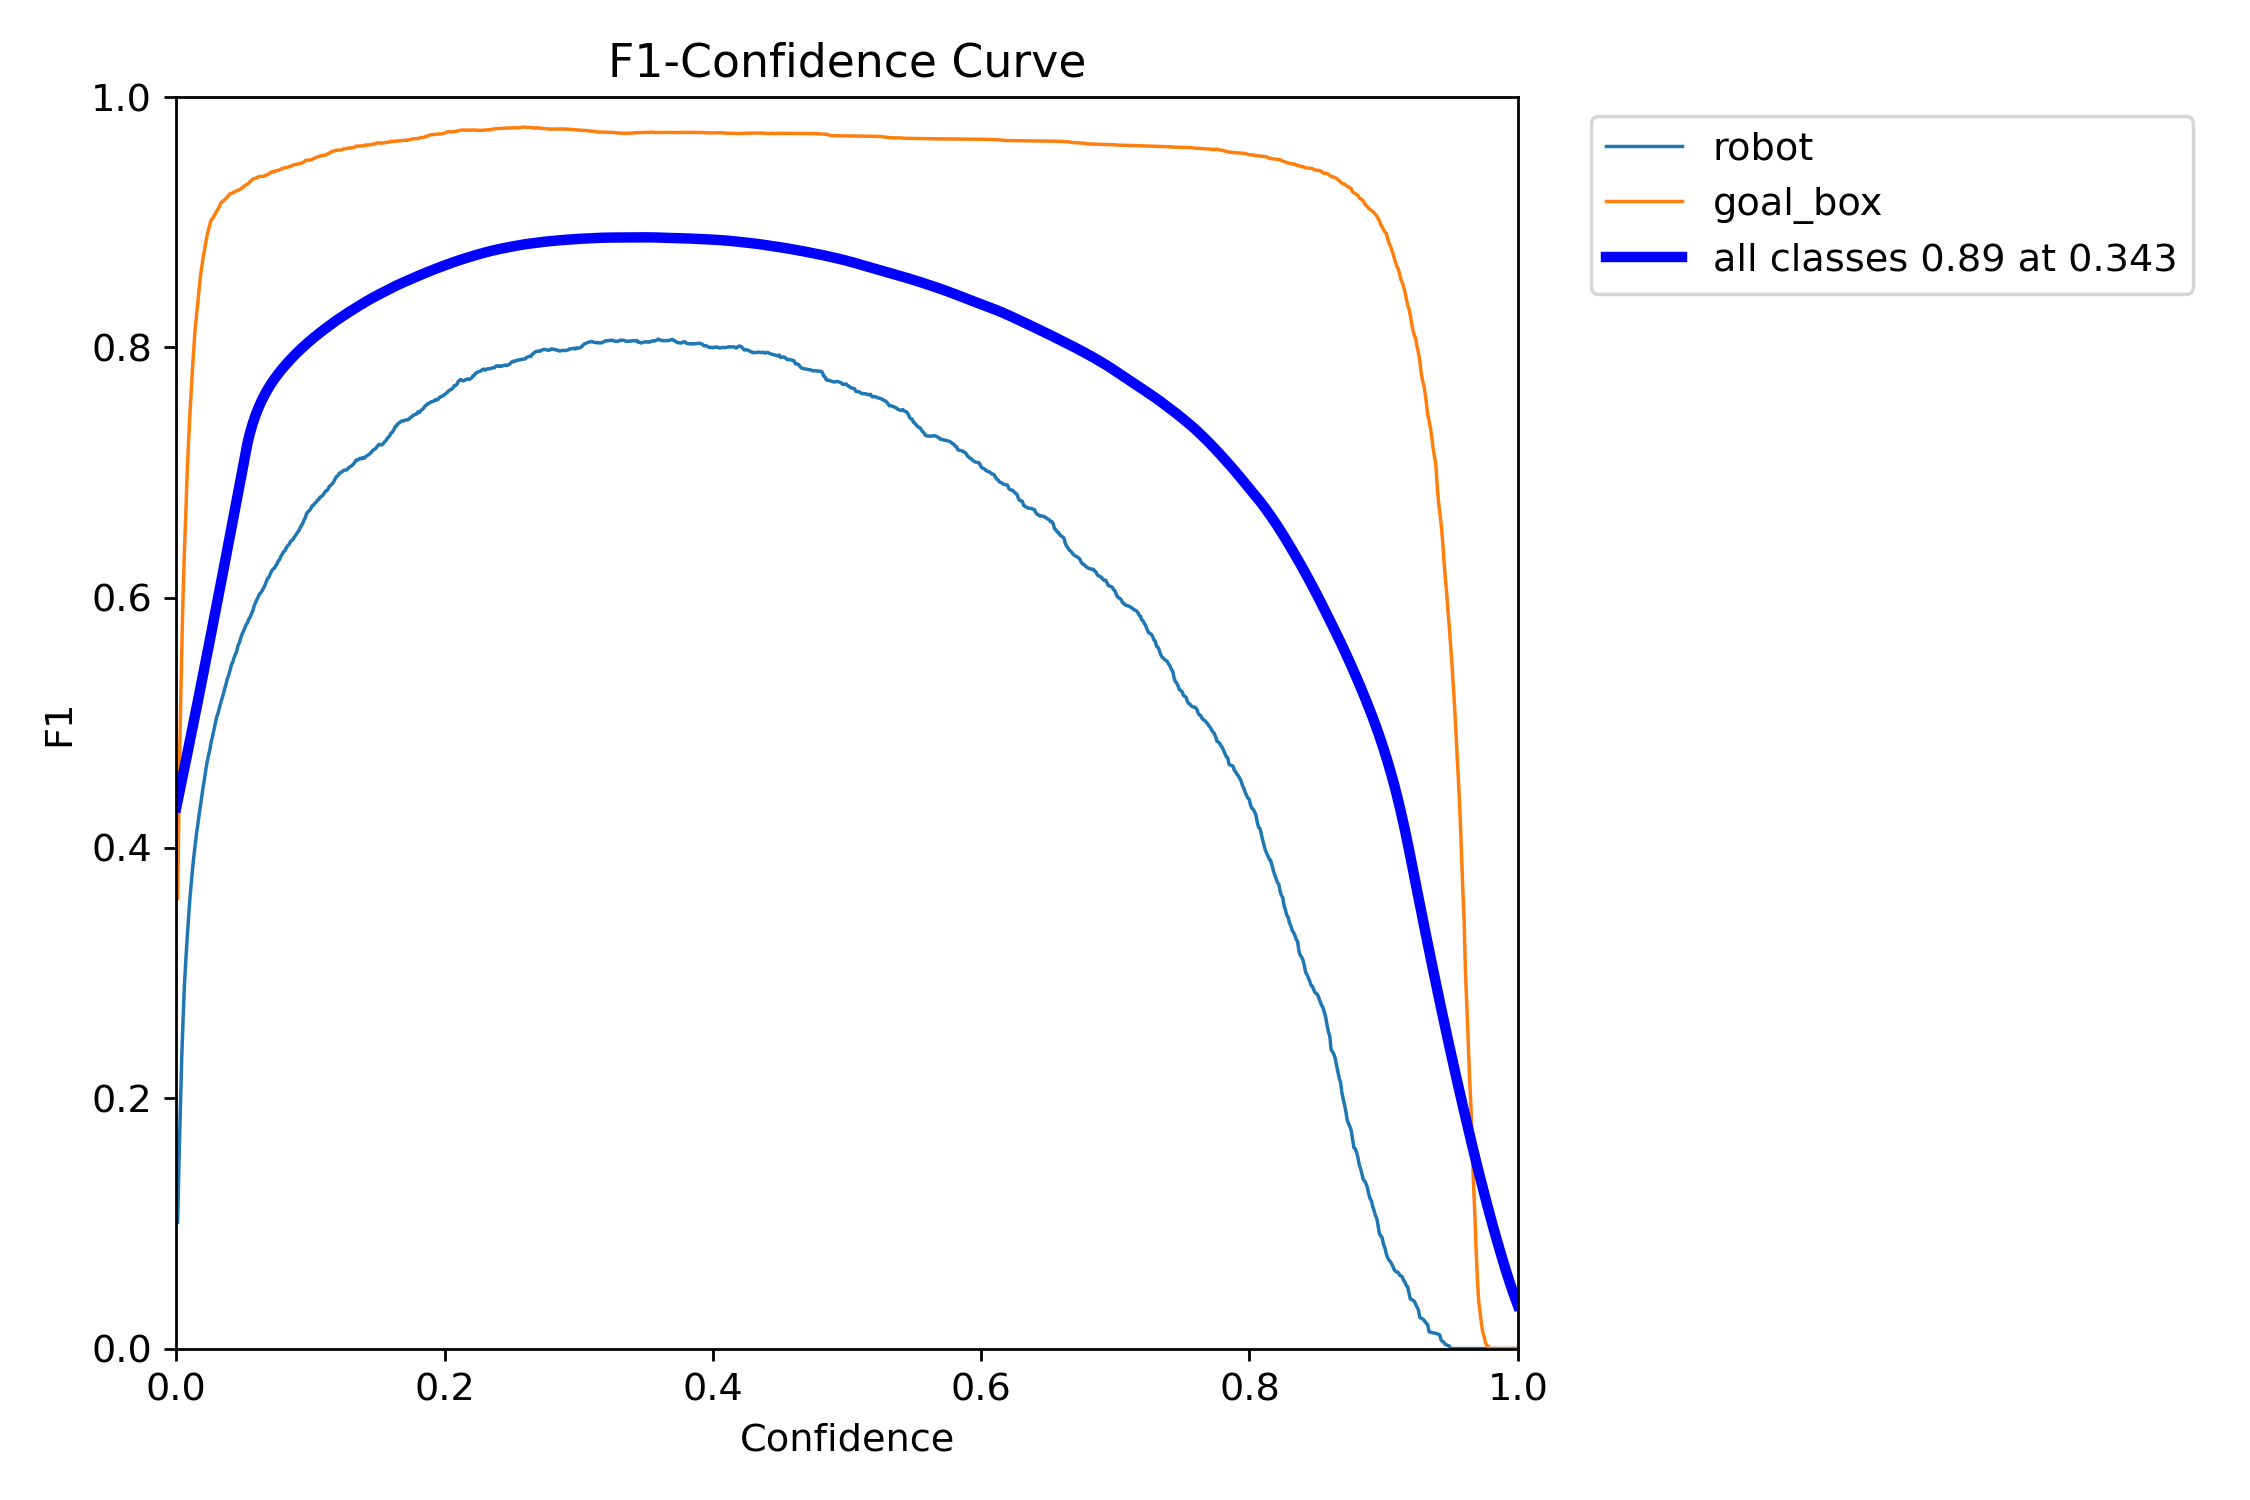 F1-Confidence Curve
1.0
0.8
0.6
0.4
0.2
0.0
F1
0.0 0.2 0.4 0.6 0.8 1.0
Confidence
robot
goal_box
all classes 0.89 at 0.343